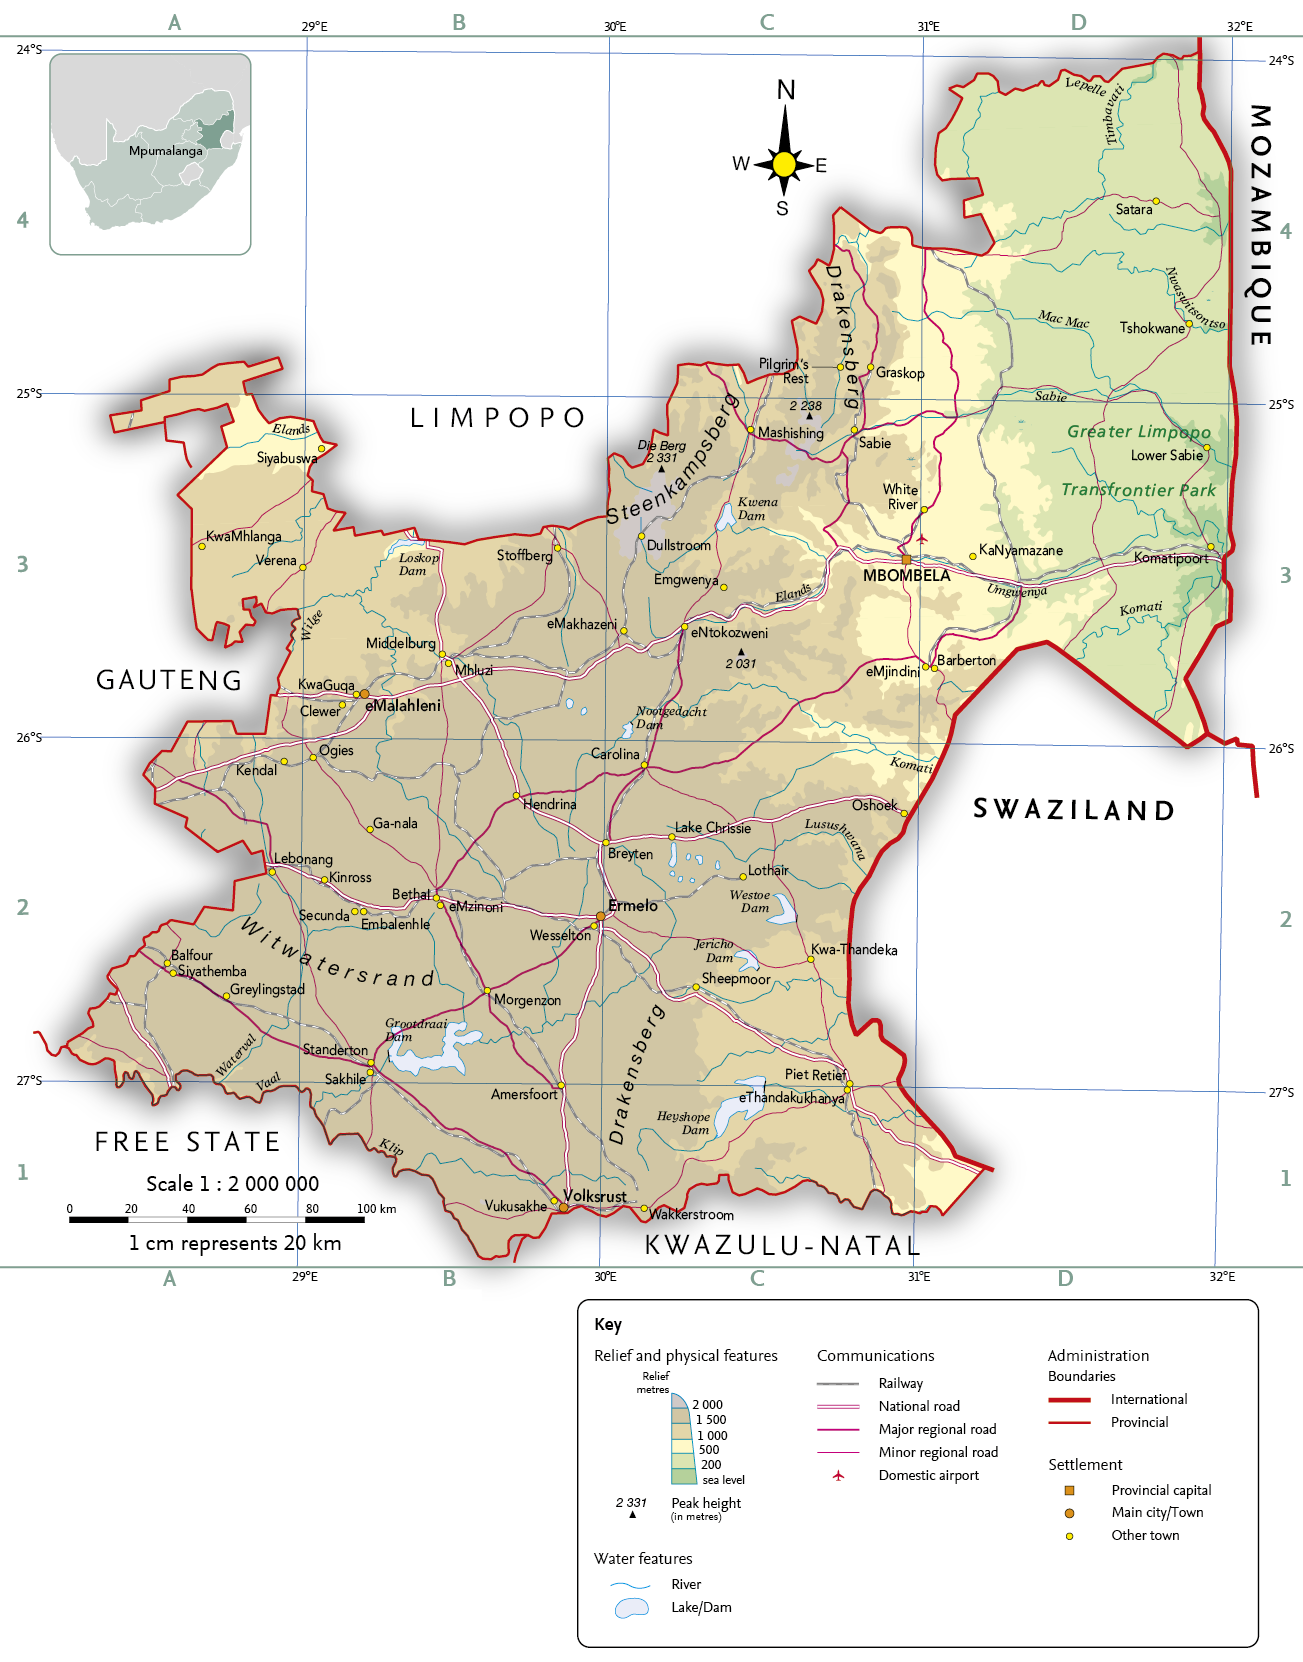 A
29°E
B
30°E
C
31°E
D
32°E
24°S
24°S
Mpumalanga
N
W
E
S
MOZAMBIQUE
Lepelle
Timbavati
Satara
4
4
Nwaswitsontso
Drakensberg
Mac Mac
Tshokwane
Pilgrim's
Rest
Graskop
25°S
25°S
LIMPOPO
Sabie
2 238
Elands
Siyabuswa
Mashishing
Sabie
Greater Limpopo
Lower Sabie
Die Berg
2 331
Steenkampsberg
Transfrontier Park
White
River
Kwena
Dam
KwaMhlanga
Verena
Loskop
Dam
Stoffberg
Dullstroom
KaNyamazane
Komatipoort
3
3
MBOMBELA
Emgwenya
Elands
Umgwenya
Komati
Wilge
eMakhazeni
eNtokozweni
Middelburg
Mhluzi
2 031
Barberton
eMjindini
GAUTENG
KwaGuqa
Clewer
eMalahleni
Nootgedacht
Dam
26°S
26°S
Ogies
Kendal
Carolina
Komati
Hendrina
Oshoek
SWAZILAND
Ga-nala
Lake Chrissie
Lusushwana
Breyten
Lebonang
Kinross
Lothair
Bethal
eMzinoni
Westoe
Dam
2
2
Secunda
Embalenhle
Ermelo
Wesselton
Witwatersrand
Jericho
Dam
Kwa-Thandeka
Balfour
Siyathemba
Sheepmoor
Greylingstad
Morgenzon
Grootdraai
Dam
Drakensberg
Waterval
Standerton
Sakhile
Vaal
Piet Retief
eThandakukhanya
27°S
27°S
Amersfoort
Heyshope
Dam
FREE STATE
Klip
1
1
Scale 1 : 2 000 000
0 20 40 60 80 100 km
1 cm represents 20 km
Vukusakhe
Volksrust
Wakkerstroom
KWAZULU-NATAL
A
29°E
B
30°E
C
31°E
D
32°E
Key
Relief and physical features
Relief
metres
2 000
1 500
1 000
500
200
sea level
2 331
Peak height
(in metres)
Water features
River
Lake/Dam
Communications
Railway
National road
Major regional road
Minor regional road
Domestic airport
Administration
Boundaries
International
Provincial
Settlement
Provincial capital
Main city/Town
Other town